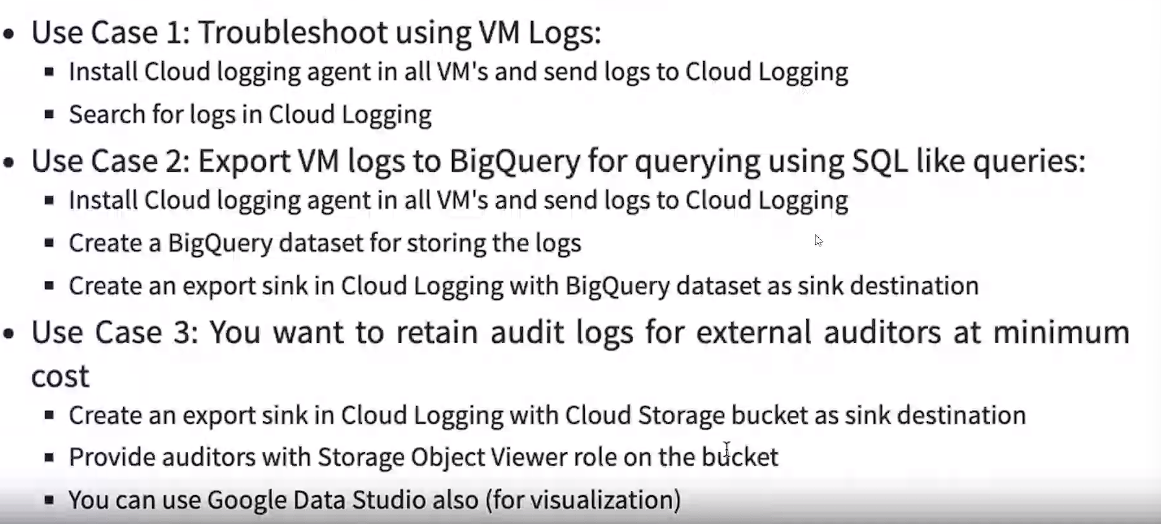 • Use Case 1: Troubleshoot using VM Logs:
▪ Install Cloud logging agent in all VM's and send logs to Cloud Logging
▪ Search for logs in Cloud Logging
• Use Case 2: Export VM logs to BigQuery for querying using SQL like queries:
▪ Install Cloud logging agent in all VM's and send logs to Cloud Logging
▪ Create a BigQuery dataset for storing the logs
▪ Create an export sink in Cloud Logging with BigQuery dataset as sink destination
• Use Case 3: You want to retain audit logs for external auditors at minimum
cost
▪ Create an export sink in Cloud Logging with Cloud Storage bucket as sink destination
▪ Provide auditors with Storage Object Viewer role on the bucket
▪ You can use Google Data Studio also (for visualization)